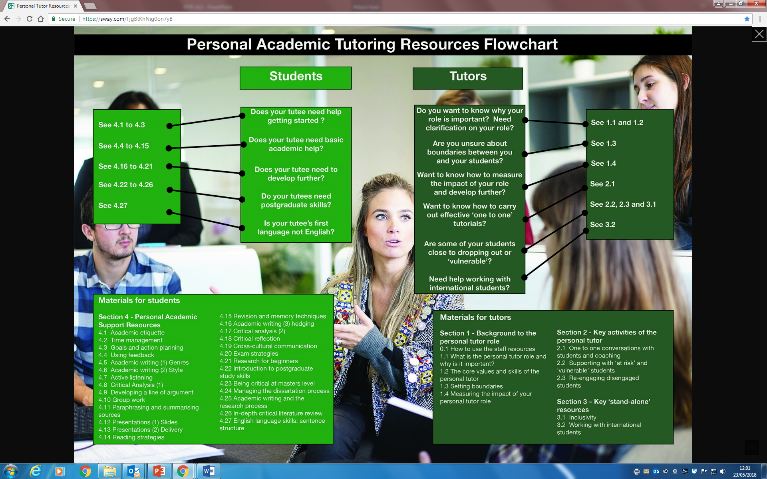 Personal Tutor Resources
Secure
https://sway.com/
Personal Academic Tutoring Resources Flowchart
Students
Tutors
See 4.1 to 4.3
See 4.4 to 4.15
See 4.16 to 4.21
See 4.22 to 4.26
See 4.27
Does your tutee need help
getting started ?
Does your tutee need basic
academic help?
Does your tutee need to
develop further?
Do your tutees need
postgraduate skills?
Is your tutee's first
language not English?
Do you want to know why your
role is important? Need
clarification on your role?
Are you unsure about
boundaries between you
and your students?
Want to know how to measure
the impact of your role
and develop further?
Want to know how to carry
out effective 'one to one'
tutorials?
Are some of your students
close to dropping out or
'vulnerable'?
Need help working with
international students?
See 1.1 and 1.2
See 1.3
See 1.4
See 2.1
See 2.2, 2.3 and 3.1
See 3.2
Materials for students
Section 4 - Personal Academic
Support Resources
4.1 Academic etiquette
4.2 Time management
4.3 Goals and action planning
4.4 Using feedback
4.5 Academic writing (1) Genres
4.6 Academic writing (2) Style
4.7 Active listening
4.8 Critical Analysis (1)
4.9 Developing a line of argument
4.10 Group work
4.11 Paraphrasing and summarising
sources
4.12 Presentations (1) Slides
4.13 Presentations (2) Delivery
4.14 Reading strategies
4.15 Revision and memory techniques
4.16 Academic writing (3) hedging
4.17 Critical analysis (2)
4.18 Critical reflection
4.19 Cross-cultural communication
4.20 Exam strategies
4.21 Research for beginners
4.22 Introduction to postgraduate
study skills
4.23 Being critical at masters level
4.24 Managing the dissertation process
4.25 Academic writing and the
research process
4.26 In-depth critical literature review
4.27 English language skills: sentence
structure
Materials for tutors
Section 1 - Background to the
personal tutor role
0.1 How to use the staff resources
1.1 What is the personal tutor role and
why is it important?
1.2 The core values and skills of the
personal tutor
1.3 Setting boundaries
1.4 Measuring the impact of your
personal tutor role
Section 2 - Key activities of the
personal tutor
2.1 One to one conversations with
students and coaching
2.2 Supporting with 'at risk' and
'vulnerable' students
2.3 Re-engaging disengaged
students
Section 3 - Key 'stand-alone'
resources
3.1 Inclusivity
3.2 Working with international
students
12:01
23/05/2018